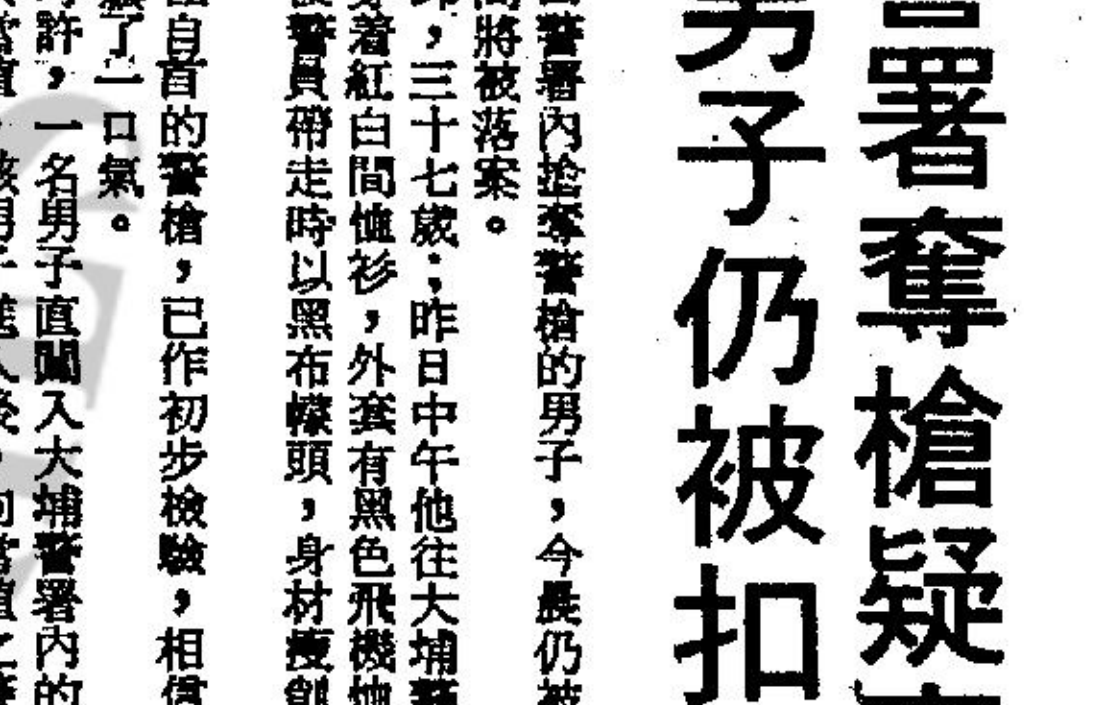 署奪槍疑
男子仍被扣
警署內搶奪警槍的男子，今晨仍被
將被落案。
，三十七歲；昨日中午他往大埔警
着紅白間恤衫，外套有黑色飛機恤
警員帶走時以黑布幪頭，身材瘦削
自首的警槍，已作初步檢驗，相信
了一口氣。
許，一名男子直闖入大埔警署內的